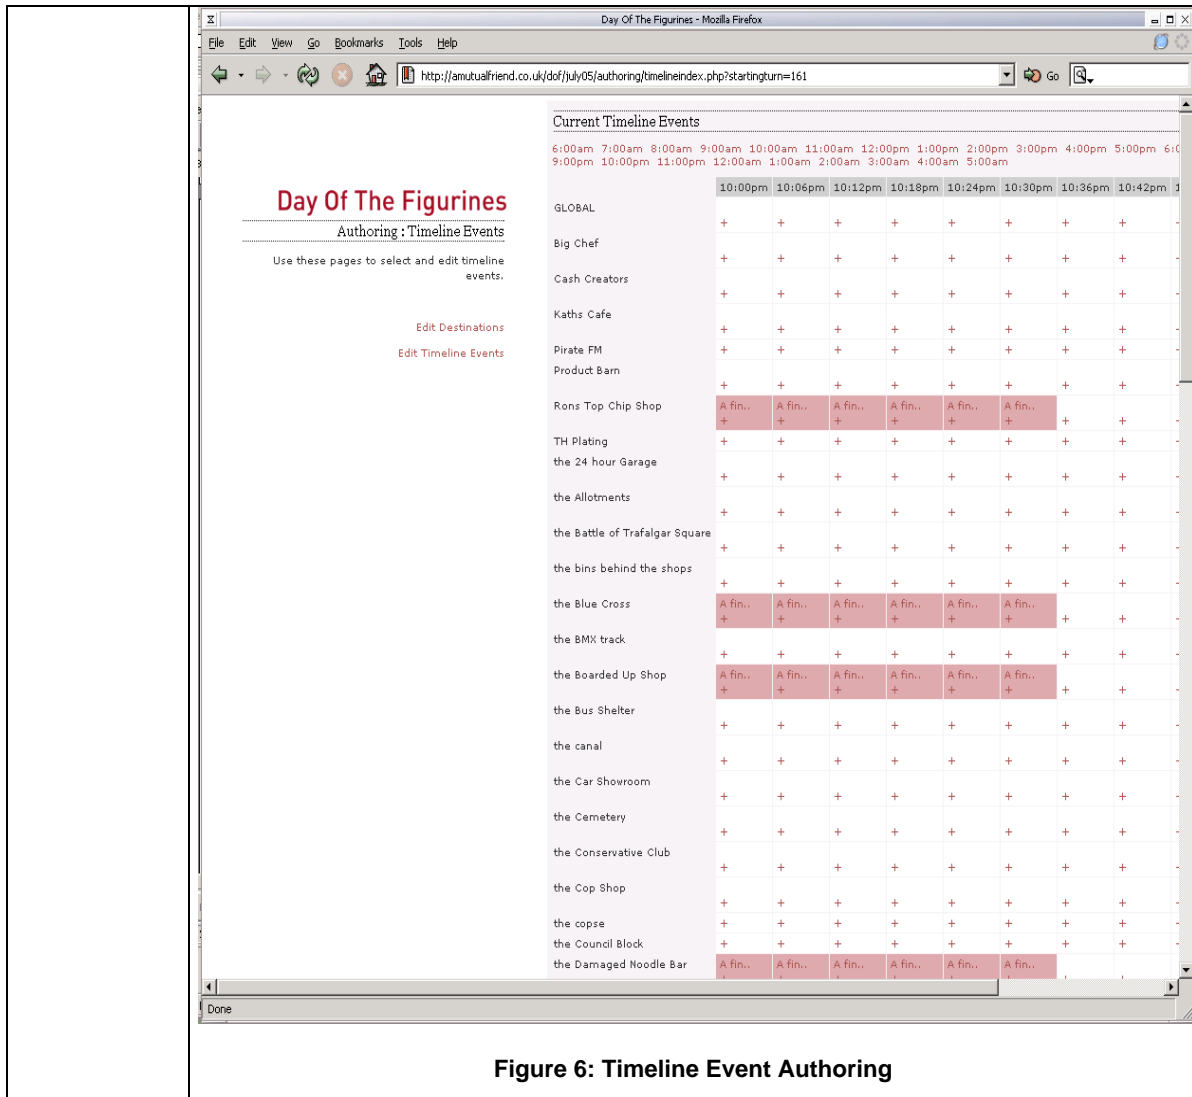 Day Of The Figurines - Mozilla Firefox
File Edit View Go Bookmarks Tools Help
http://amutualfriend.co.uk/dof/july05/authoring/timelineindex.php?startingturn=161 Go
Day Of The Figurines
Authoring : Timeline Events
Use these pages to select and edit timeline
events.
Edit Destinations
Edit Timeline Events
Current Timeline Events
6:00am 7:00am 8:00am 9:00am 10:00am 11:00am 12:00pm 1:00pm 2:00pm 3:00pm 4:00pm 5:00pm 6:0
9:00pm 10:00pm 11:00pm 12:00am 1:00am 2:00am 3:00am 4:00am 5:00am
10:00pm 10:06pm 10:12pm 10:18pm 10:24pm 10:30pm 10:36pm 10:42pm 1
GLOBAL
+ + + + + + + +
Big Chef
+ + + + + + + +
Cash Creators
+ + + + + + + +
Kaths Cafe
+ + + + + + + +
Pirate FM + + + + + + + +
Product Barn
+ + + + + + + +
Rons Top Chip Shop A fin.. A fin.. A fin.. A fin.. A fin.. A fin..
+ + + + + + + +
TH Plating + + + + + + + +
the 24 hour Garage
+ + + + + + + +
the Allotments
+ + + + + + + +
the Battle of Trafalgar Square
+ + + + + + + +
the bins behind the shops
+ + + + + + + +
the Blue Cross A fin.. A fin.. A fin.. A fin.. A fin.. A fin..
+ + + + + + + +
the BMX track
+ + + + + + + +
the Boarded Up Shop A fin.. A fin.. A fin.. A fin.. A fin.. A fin..
+ + + + + + + +
the Bus Shelter
+ + + + + + + +
the canal
+ + + + + + + +
the Car Showroom
+ + + + + + + +
the Cemetery
+ + + + + + + +
the Conservative Club
+ + + + + + + +
the Cop Shop
+ + + + + + + +
the copse + + + + + + + +
the Council Block + + + + + + + +
the Damaged Noodle Bar A fin.. A fin.. A fin.. A fin.. A fin.. A fin..
Done
Figure 6: Timeline Event Authoring